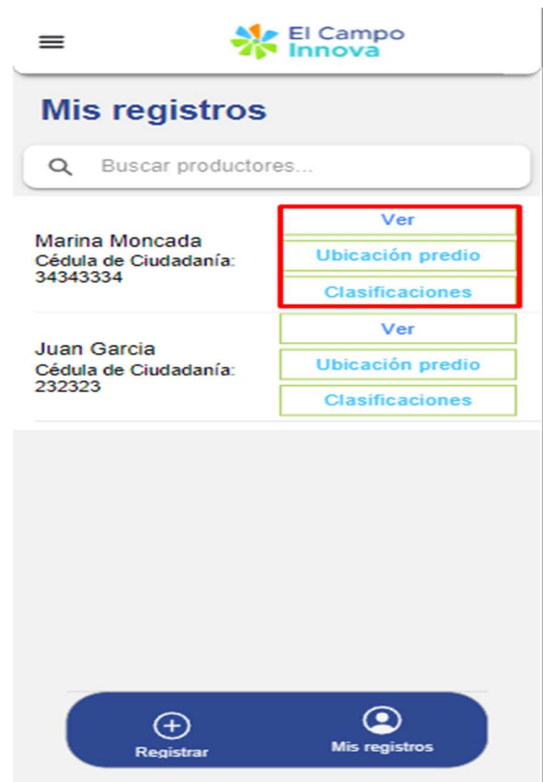 El Campo
Innova
Mis registros
Buscar productores...
Marina Moncada
Cédula de Ciudadanía:
34343334
Ver
Ubicación predio
Clasificaciones
Juan Garcia
Cédula de Ciudadanía:
232323
Ver
Ubicación predio
Clasificaciones
Registrar
Mis registros